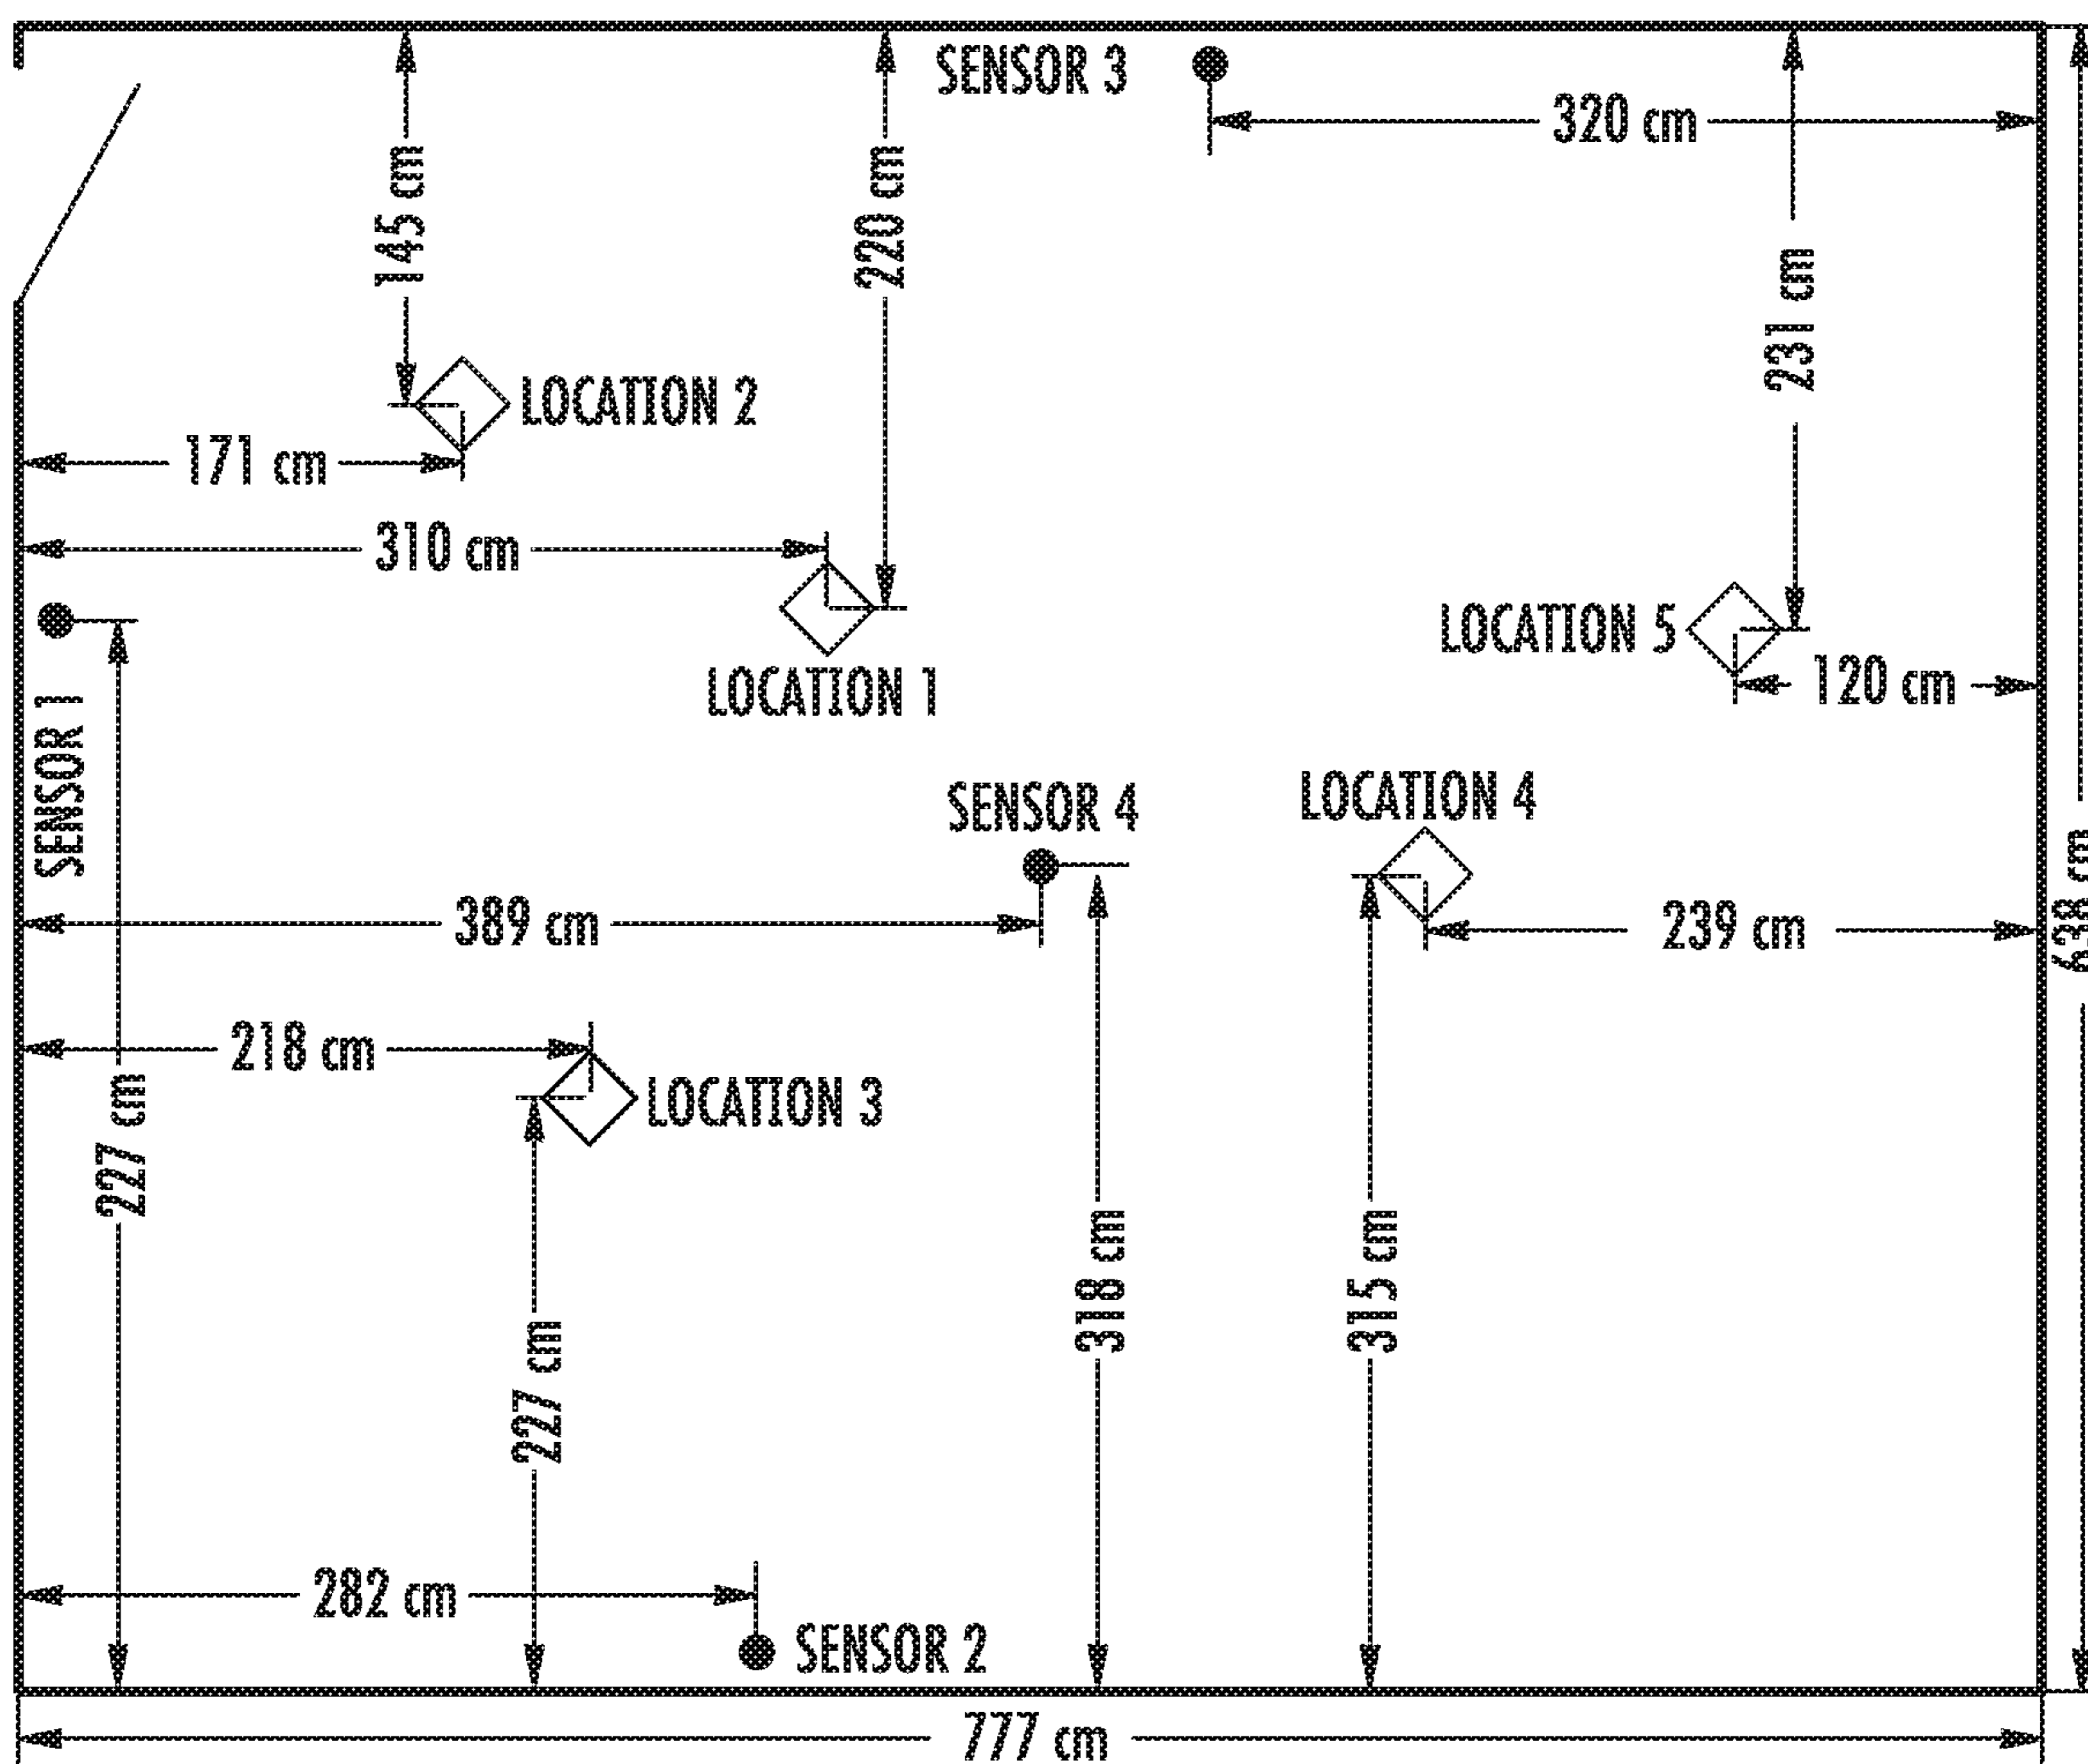 SENSOR 3
320 cm
145 cm
220 cm
231 cm
LOCATION 2
171 cm
310 cm
LOCATION 1
LOCATION 5
120 cm
SENSOR 1
SENSOR 4
LOCATION 4
389 cm
239 cm
638 cm
218 cm
LOCATION 3
227 cm
227 cm
318 cm
315 cm
282 cm
SENSOR 2
777 cm